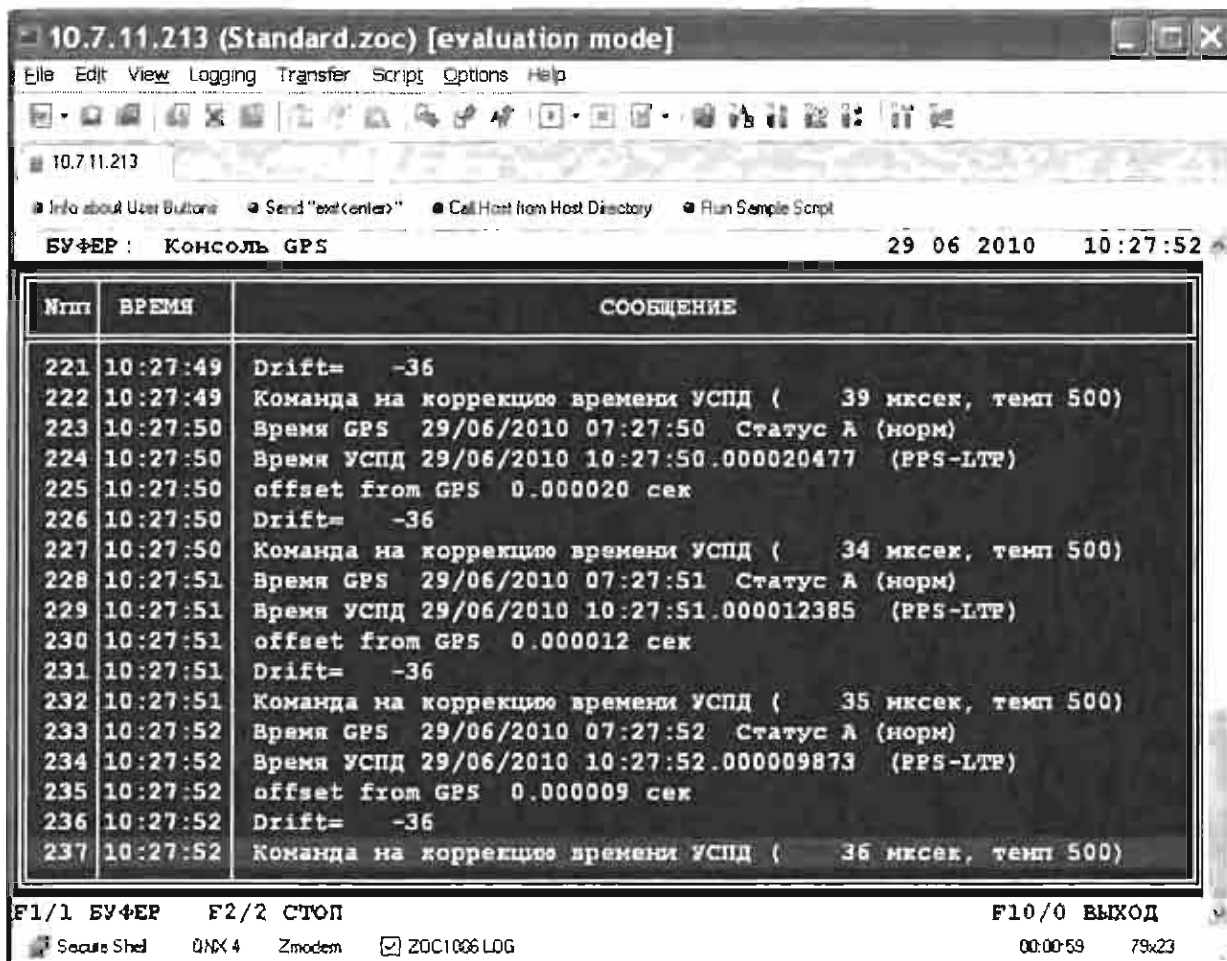 10.7.11.213 (Standard.zoc) [evaluation mode]
File Edit View Logging Transfer Script Options Help
10.7.11.213
Info about User Buttons Send "exit<enter>" Call Host from Host Directory Run Sample Script
БУФЕР : Консоль GPS 29 06 2010 10:27:52
Nпп ВРЕМЯ СООБЩЕНИЕ
221 10:27:49 Drift= -36
222 10:27:49 Команда на коррекцию времени УСПД ( 39 мксек, темп 500)
223 10:27:50 Время GPS 29/06/2010 07:27:50 Статус A (норм)
224 10:27:50 Время УСПД 29/06/2010 10:27:50.000020477 (PPS-LTP)
225 10:27:50 offset from GPS 0.000020 сек
226 10:27:50 Drift= -36
227 10:27:50 Команда на коррекцию времени УСПД ( 34 мксек, темп 500)
228 10:27:51 Время GPS 29/06/2010 07:27:51 Статус A (норм)
229 10:27:51 Время УСПД 29/06/2010 10:27:51.000012385 (PPS-LTP)
230 10:27:51 offset from GPS 0.000012 сек
231 10:27:51 Drift= -36
232 10:27:51 Команда на коррекцию времени УСПД ( 35 мксек, темп 500)
233 10:27:52 Время GPS 29/06/2010 07:27:52 Статус A (норм)
234 10:27:52 Время УСПД 29/06/2010 10:27:52.000009873 (PPS-LTP)
235 10:27:52 offset from GPS 0.000009 сек
236 10:27:52 Drift= -36
237 10:27:52 Команда на коррекцию времени УСПД ( 36 мксек, темп 500)
F1/1 БУФЕР F2/2 СТОП F10/0 ВЫХОД
Secure Shell QNX 4 Zmodem ZOC1006.LOG 00:00:59 79x23